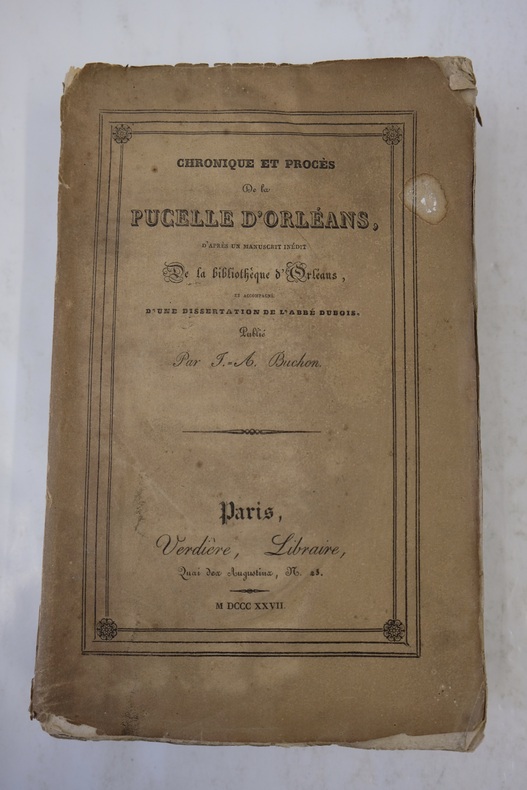 CHRONIQUE ET PROCÈS
De la
PUCELLE D'ORLÉANS,
D'APRÈS UN MANUSCRIT INÉDIT
De la bibliothèque d'Orléans,
ET ACCOMPAGNÉ
D'UNE DISSERTATION DE L'ABBÉ DUBOIS.
Publié
Par J.-A. Buchon.
Paris,
Verdière, Libraire,
Quai des Augustins, N. 25.
M DCCC XXVII